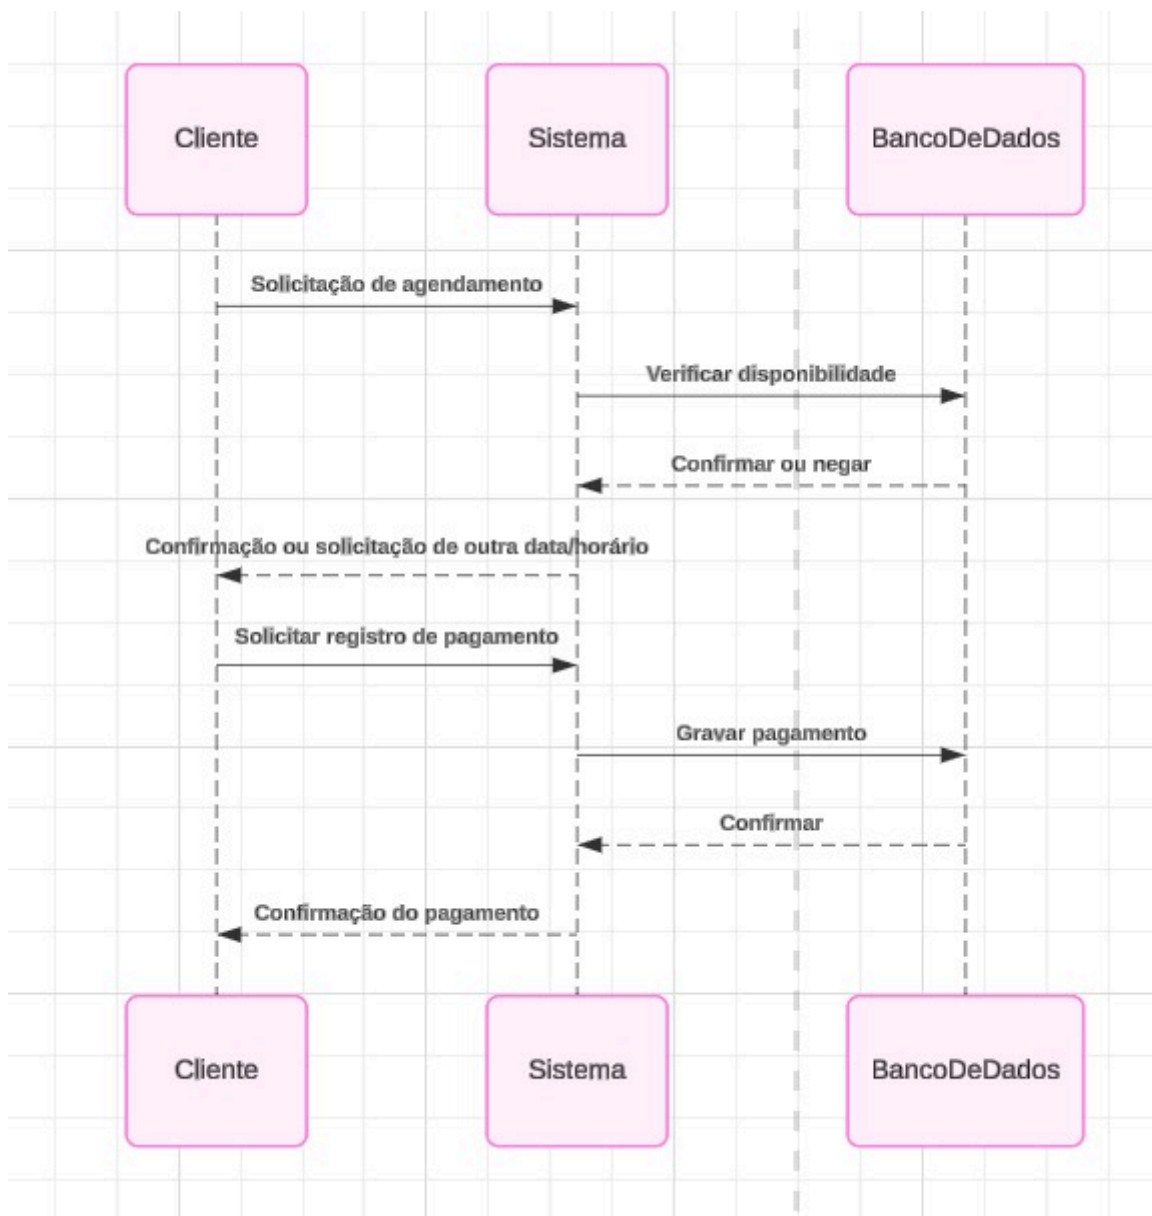 Cliente
Sistema
BancoDeDados
Solicitação de agendamento
Verificar disponibilidade
Confirmar ou negar
Confirmação ou solicitação de outra data/horário
Solicitar registro de pagamento
Gravar pagamento
Confirmar
Confirmação do pagamento
Cliente
Sistema
BancoDeDados